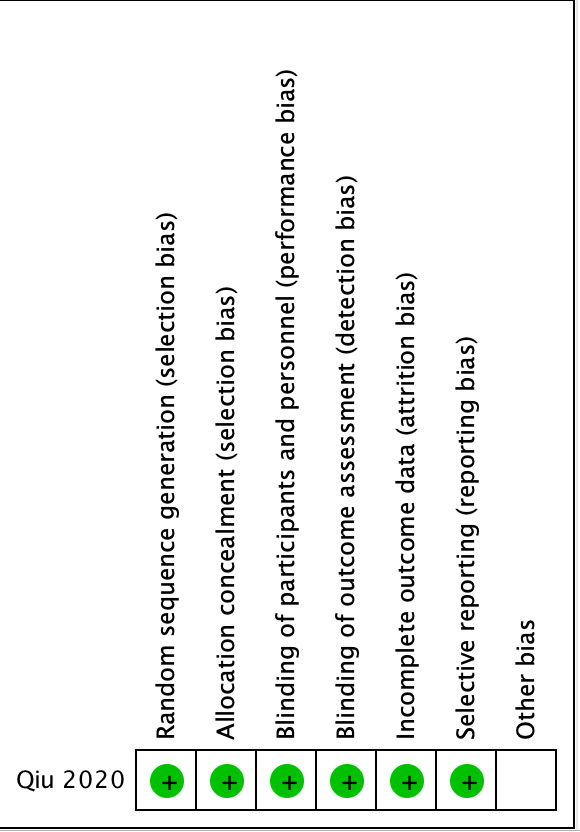 Random sequence generation (selection bias)
Allocation concealment (selection bias)
Blinding of participants and personnel (performance bias)
Blinding of outcome assessment (detection bias)
Incomplete outcome data (attrition bias)
Selective reporting (reporting bias)
Other bias
Qiu 2020 + + + + + +